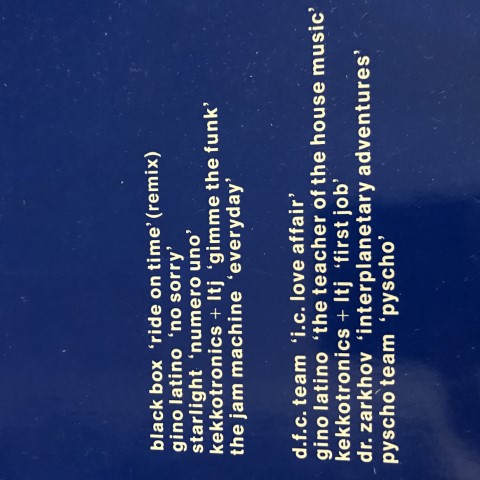 black box 'ride on time' (remix)
gino latino 'no sorry'
starlight 'numero uno'
kekkotronics + ltj 'gimme the funk'
the jam machine 'everyday'
d.f.c. team 'i.c. love affair'
gino latino 'the teacher of the house music'
kekkotronics + ltj 'first job'
dr. zarkhov 'interplanetary adventures'
pyscho team 'pyscho'